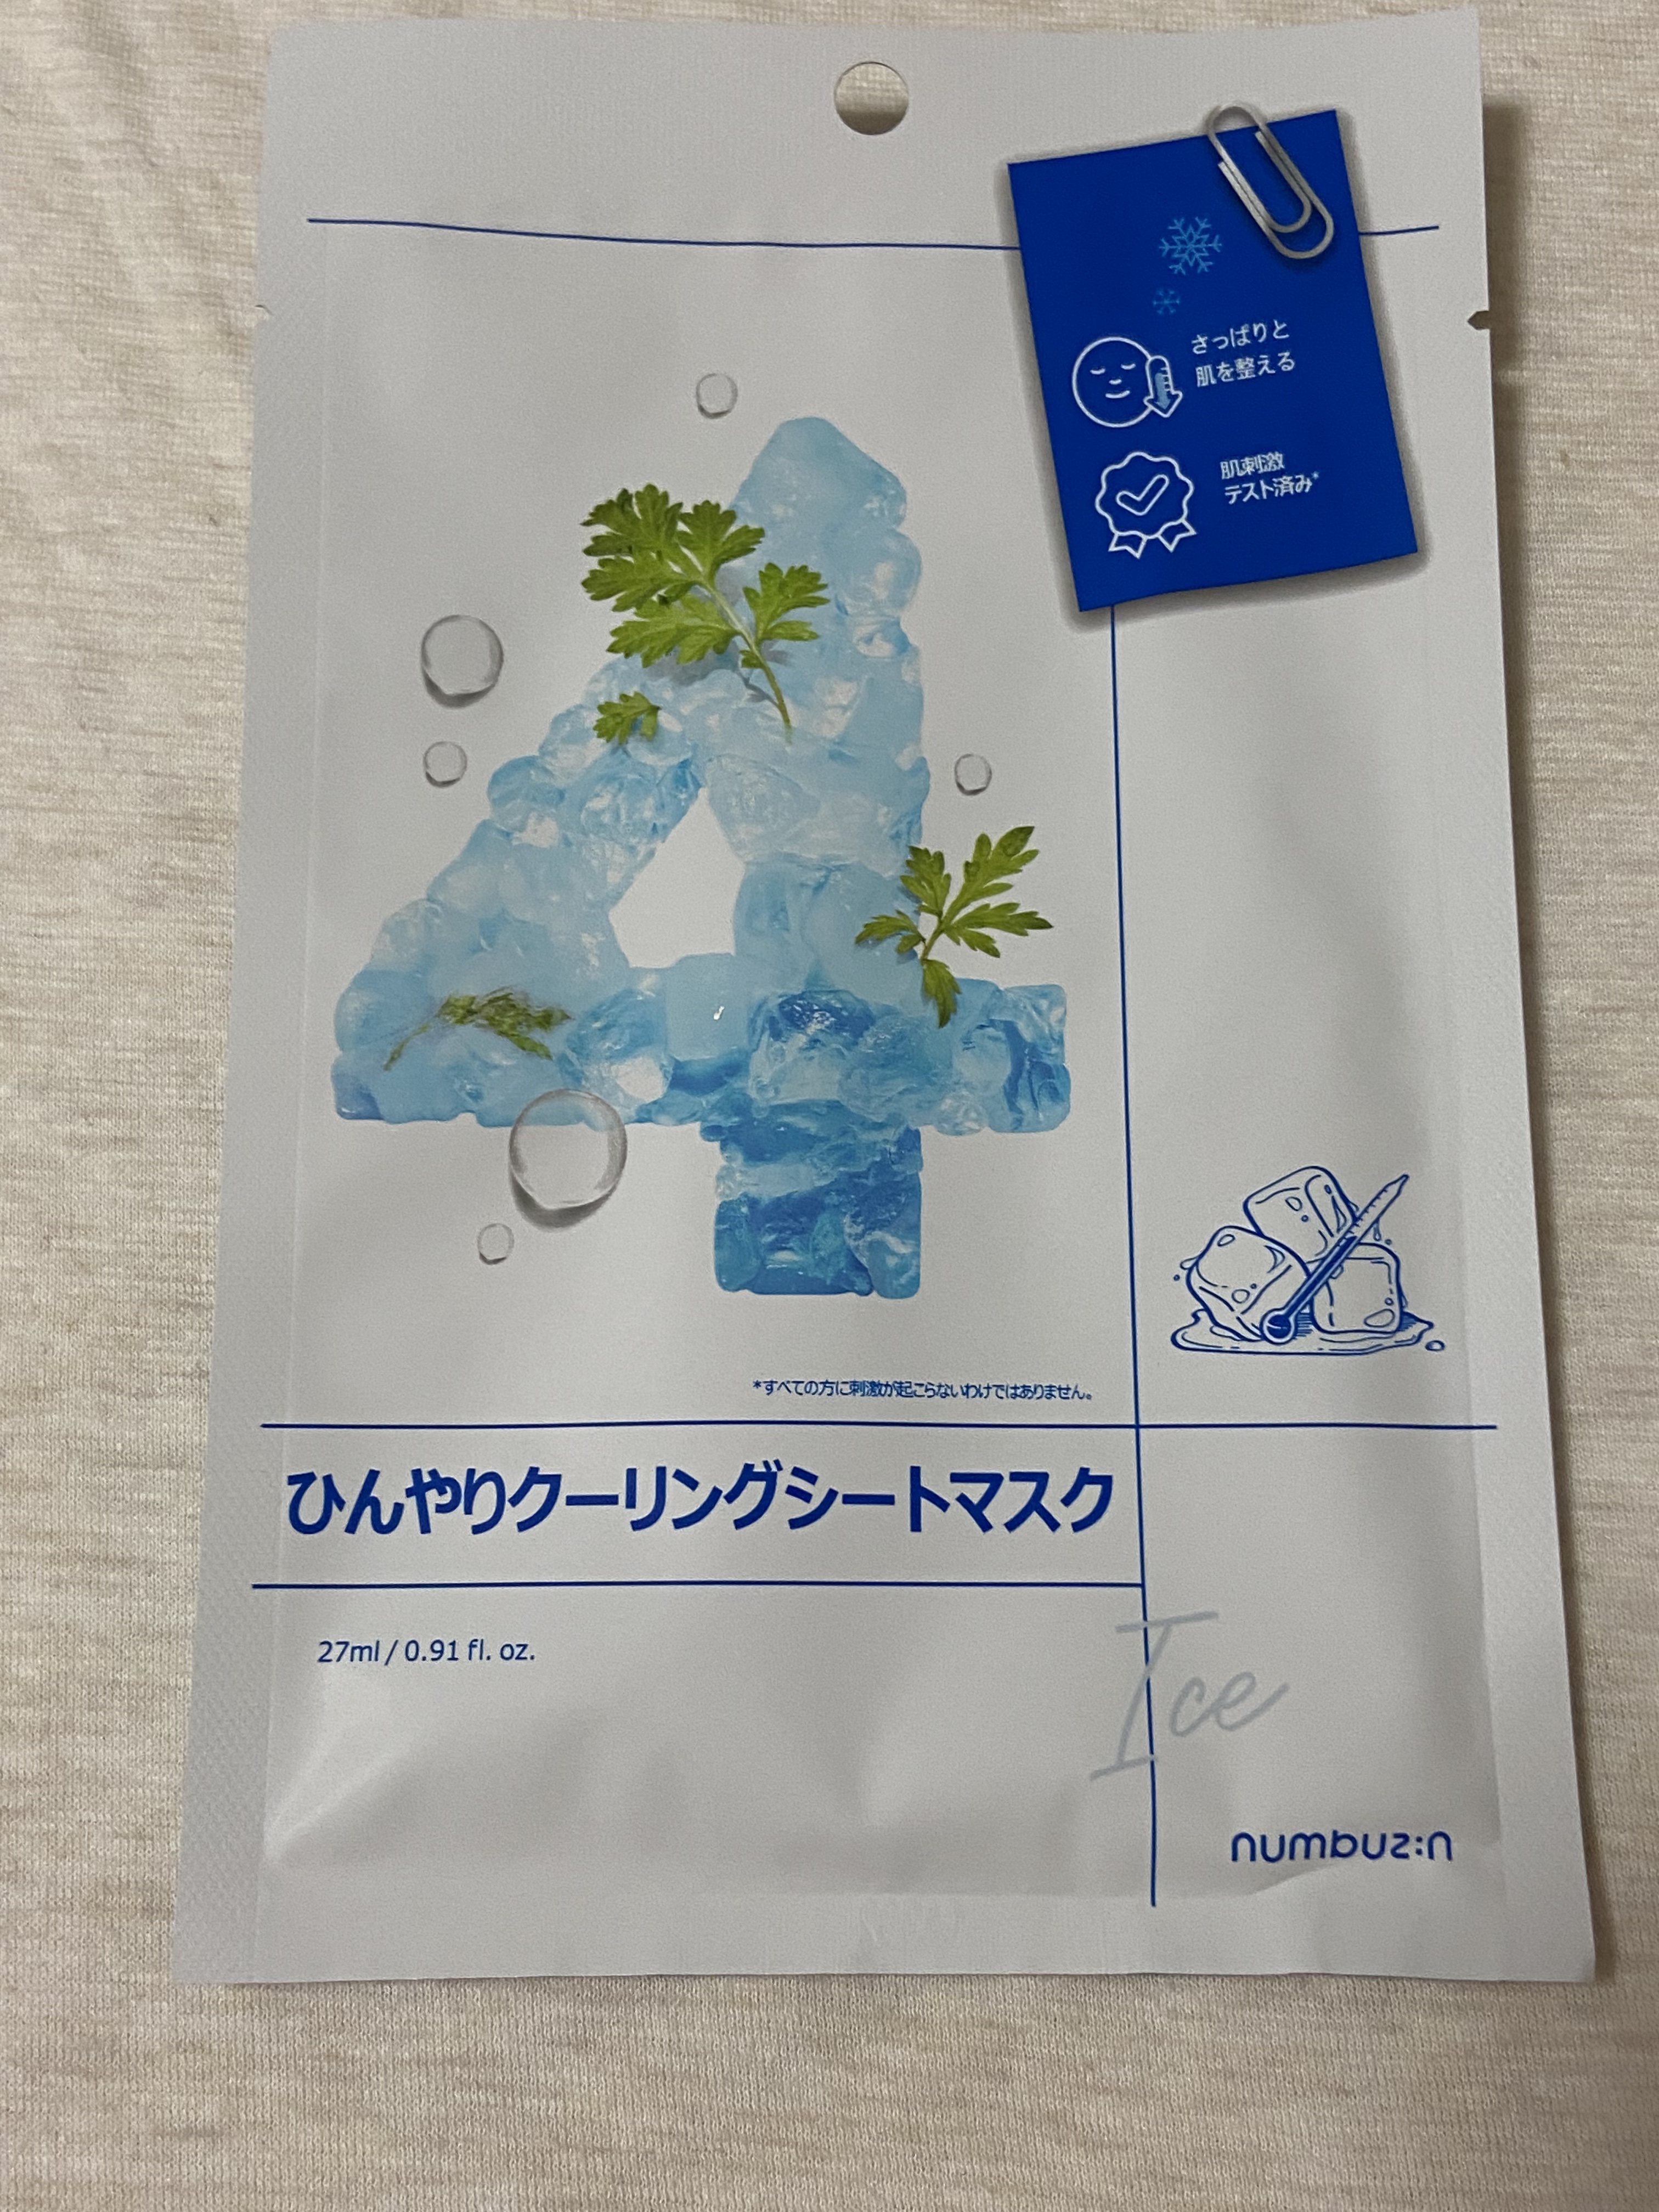 さっぱりと
肌を整える
肌刺激
テスト済み*
4
*すべての方に刺激が起こらないわけではありません。
ひんやりクーリングシートマスク
27ml / 0.91 fl. oz.
Ice
numbuz:n